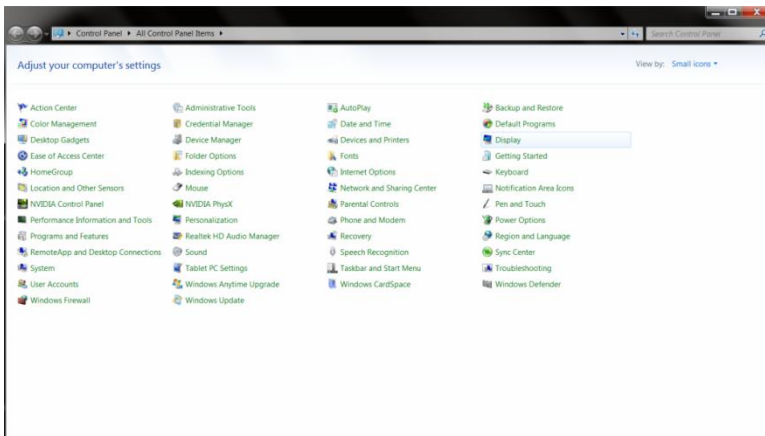 Control Panel ▸ All Control Panel Items ▸ Search Control Panel
Adjust your computer's settings View by: Small icons
Action Center Administrative Tools AutoPlay Backup and Restore
Color Management Credential Manager Date and Time Default Programs
Desktop Gadgets Device Manager Devices and Printers Display
Ease of Access Center Folder Options Fonts Getting Started
HomeGroup Indexing Options Internet Options Keyboard
Location and Other Sensors Mouse Network and Sharing Center Notification Area Icons
NVIDIA Control Panel NVIDIA PhysX Parental Controls Pen and Touch
Performance Information and Tools Personalization Phone and Modem Power Options
Programs and Features Realtek HD Audio Manager Recovery Region and Language
RemoteApp and Desktop Connections Sound Speech Recognition Sync Center
System Tablet PC Settings Taskbar and Start Menu Troubleshooting
User Accounts Windows Anytime Upgrade Windows CardSpace Windows Defender
Windows Firewall Windows Update